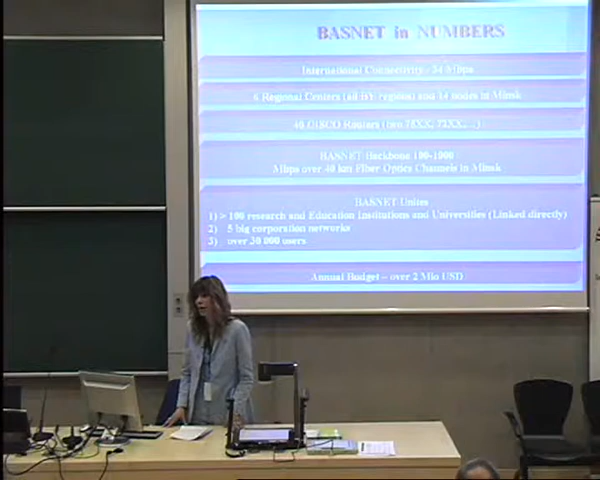 BASNET in NUMBERS
International Connectivity - 34 Mbps
6 Regional Centers (all BY regions) and 14 nodes in Minsk
40 CISCO Routers (two 76XX, 72XX, ...)
BASNET Backbone 100-1000
Mbps over 40 km Fiber Optics Channels in Minsk
BASNET Unites
1) > 100 research and Education Institutions and Universities (Linked directly)
2) 5 big corporation networks
3) over 30 000 users
Annual Budget – over 2 Mio USD